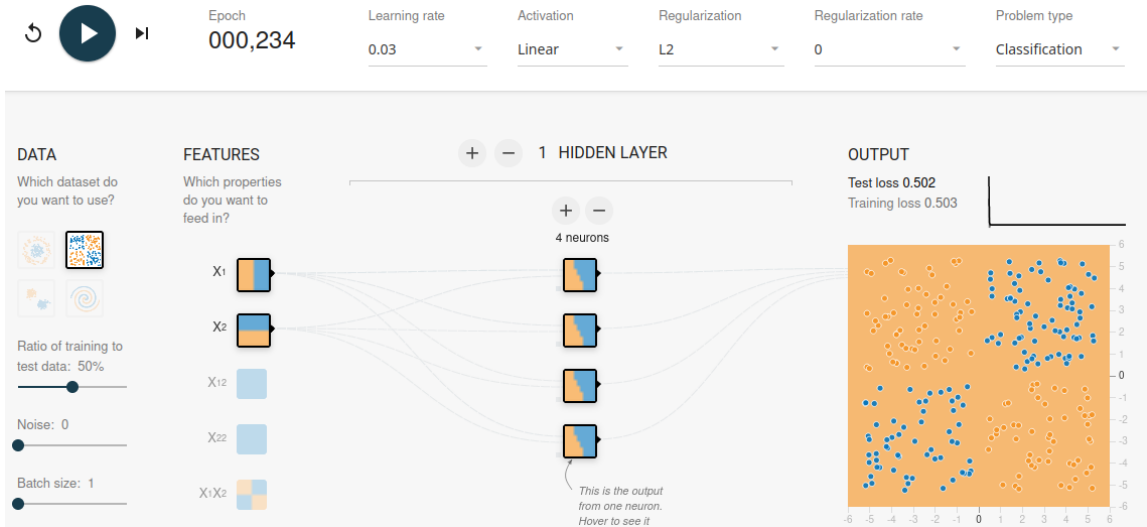 Epoch
000,234
Learning rate
0.03
Activation
Linear
Regularization
L2
Regularization rate
0
Problem type
Classification
DATA
Which dataset do
you want to use?
Ratio of training to
test data: 50%
Noise: 0
Batch size: 1
FEATURES
Which properties
do you want to
feed in?
X1
X2
X12
X22
X1X2
+ − 1 HIDDEN LAYER
+ −
4 neurons
This is the output
from one neuron.
Hover to see it
OUTPUT
Test loss 0.502
Training loss 0.503
6
5
4
3
2
1
0
-1
-2
-3
-4
-5
-6
-6 -5 -4 -3 -2 -1 0 1 2 3 4 5 6